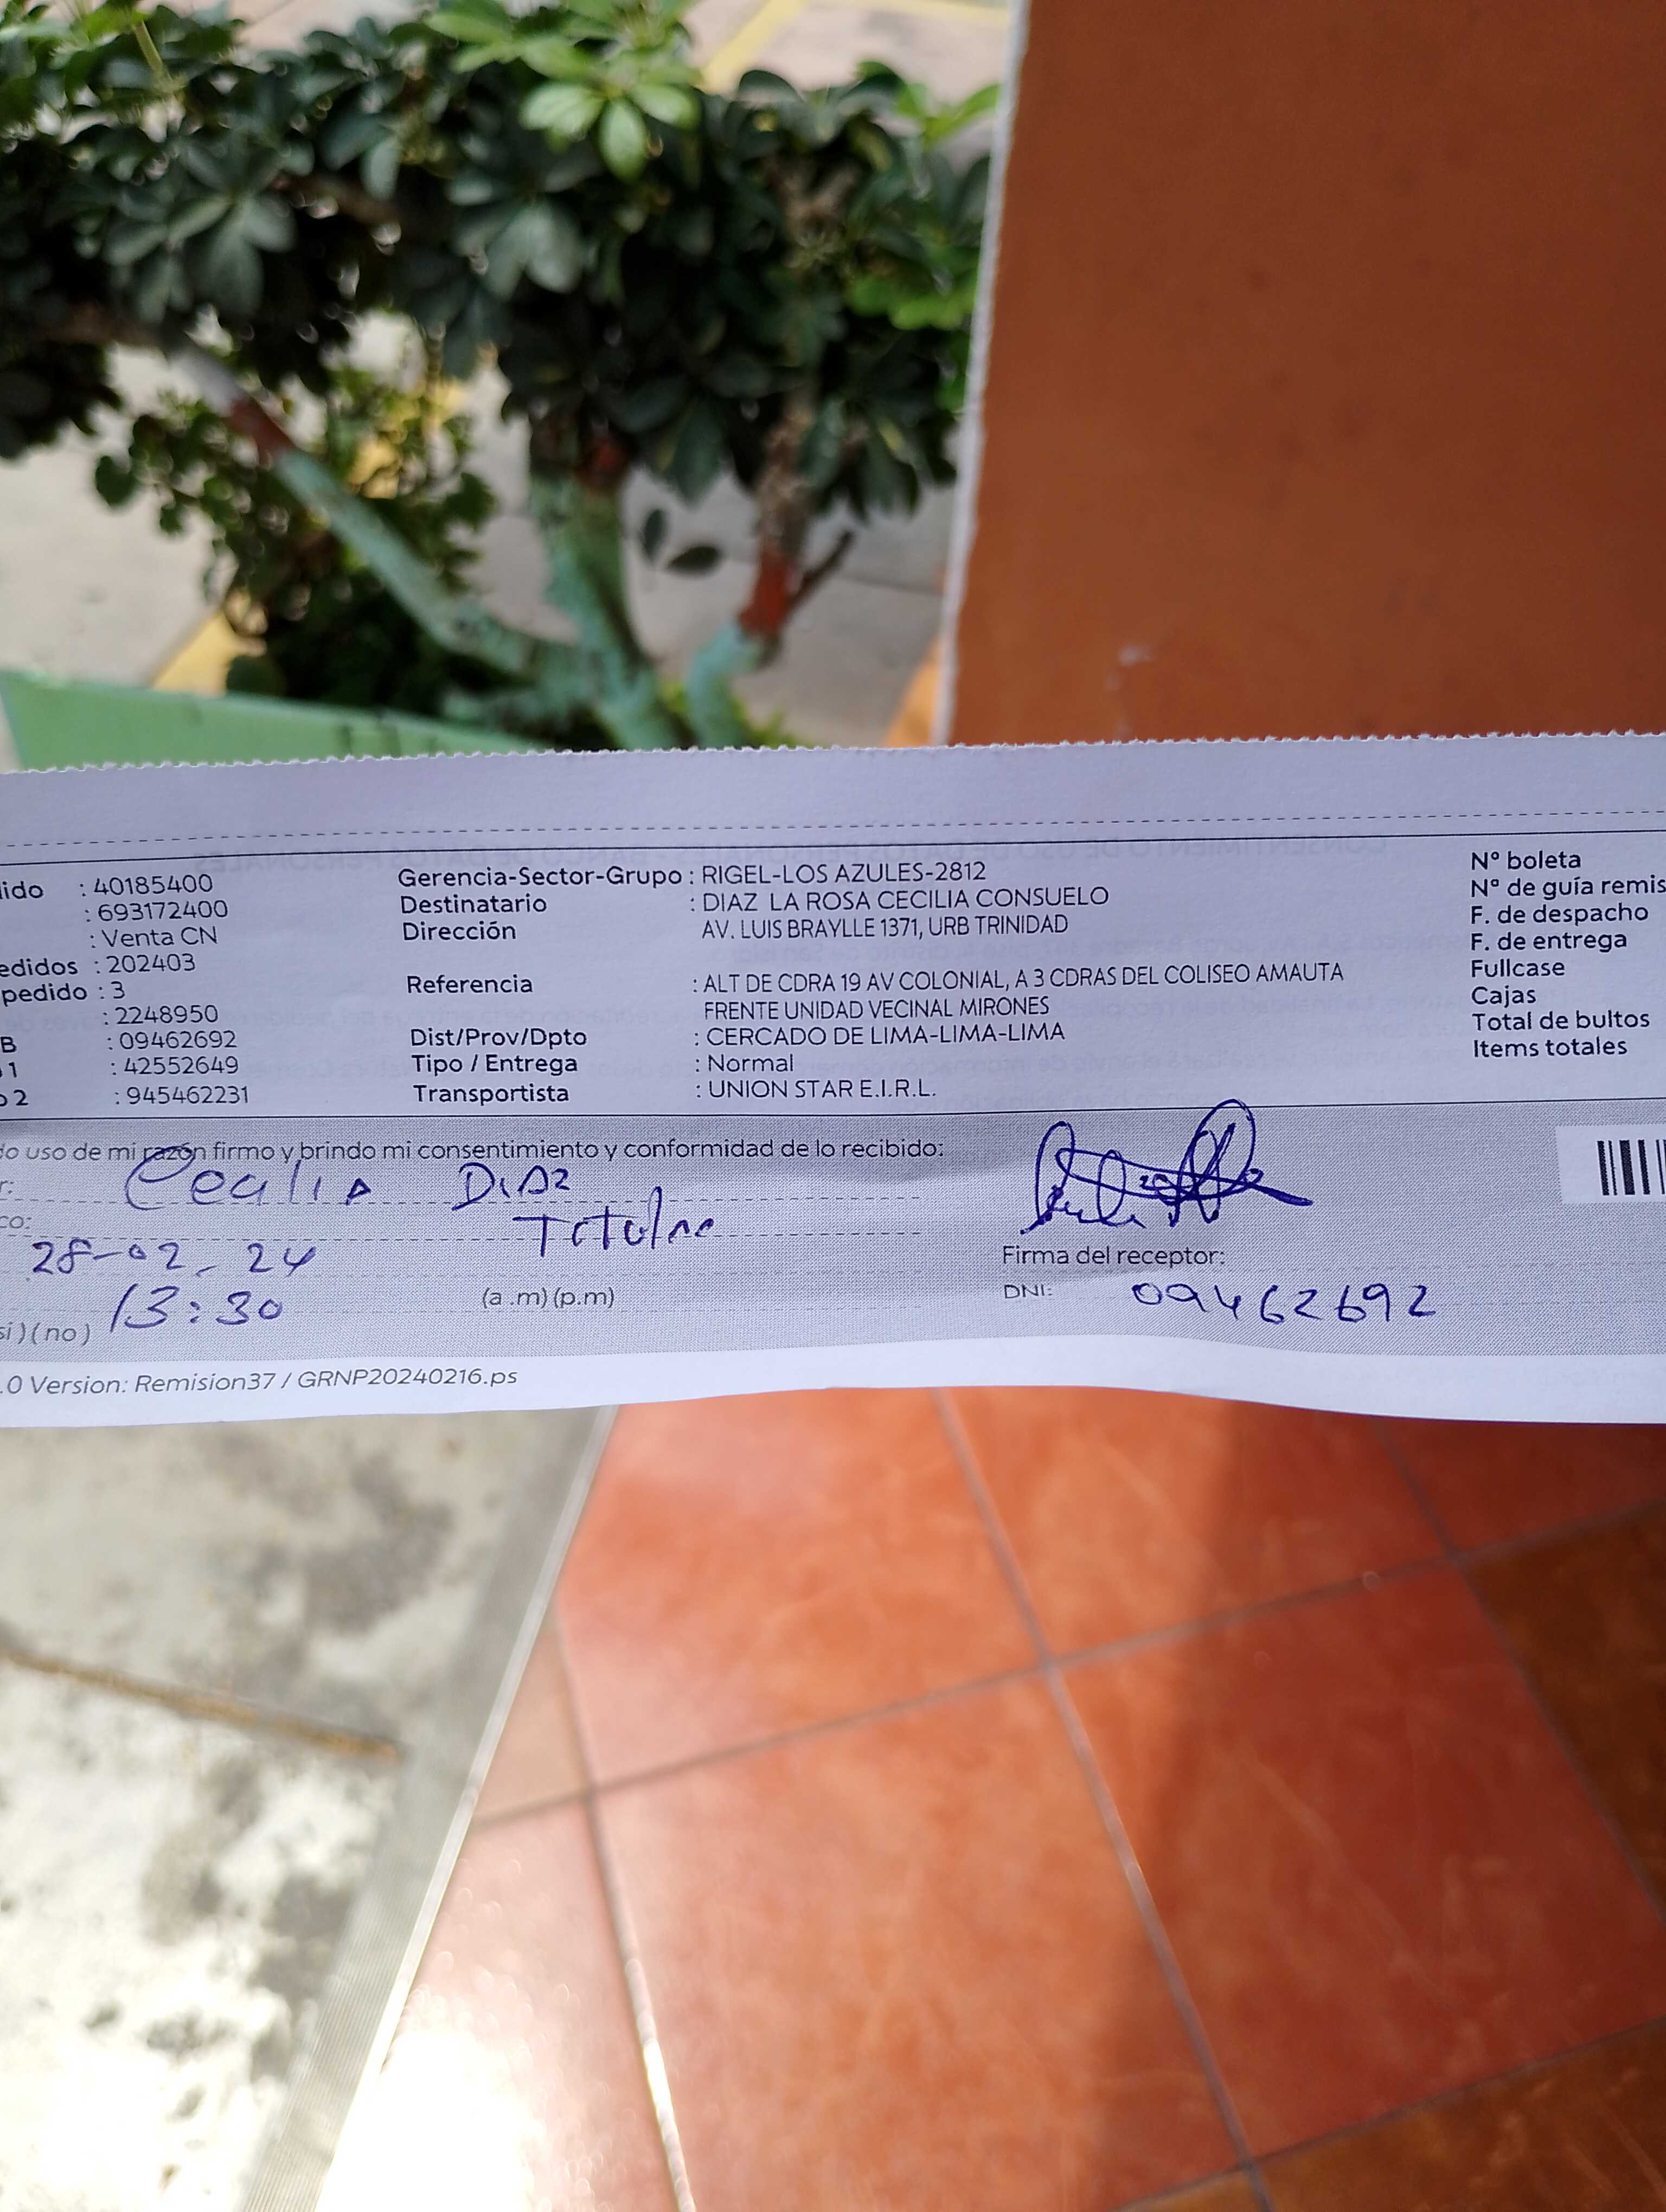 ido : 40185400
: 693172400
: Venta CN
edidos : 202403
pedido : 3
: 2248950
B : 09462692
1 : 42552649
o 2 : 945462231
Gerencia-Sector-Grupo : RIGEL-LOS AZULES-2812
Destinatario : DIAZ LA ROSA CECILIA CONSUELO
Dirección AV. LUIS BRAYLLE 1371, URB TRINIDAD
Referencia : ALT DE CDRA 19 AV COLONIAL, A 3 CDRAS DEL COLISEO AMAUTA
FRENTE UNIDAD VECINAL MIRONES
Dist/Prov/Dpto : CERCADO DE LIMA-LIMA-LIMA
Tipo / Entrega : Normal
Transportista : UNION STAR E.I.R.L.
N° boleta
N° de guía remis
F. de despacho
F. de entrega
Fullcase
Cajas
Total de bultos
Items totales
do uso de mi razón firmo y brindo mi consentimiento y conformidad de lo recibido:
r: Cecilia DIAZ
co: Titular
28-02-24
si)(no) 13:30 (a.m)(p.m)
Firma del receptor:
DNI: 09462692
.0 Version: Remision37 / GRNP20240216.ps